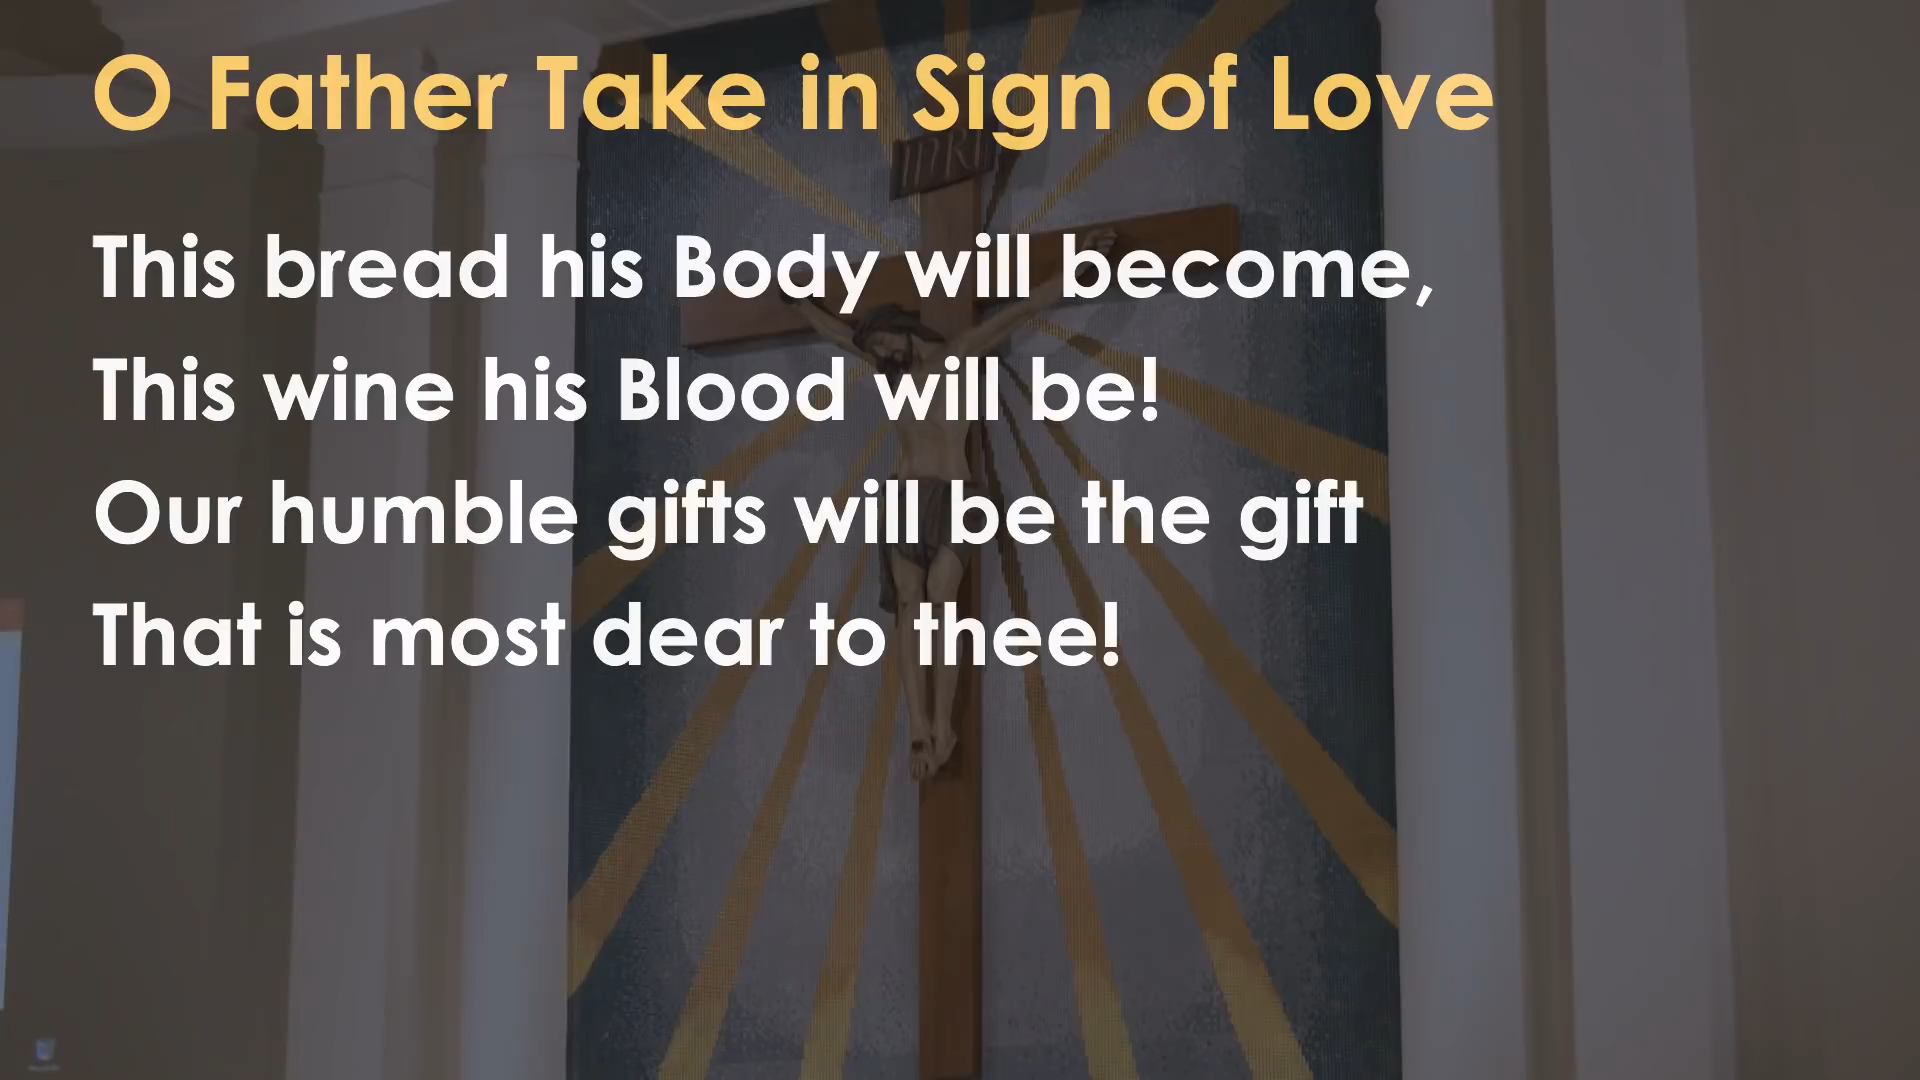 O Father Take in Sign of Love
INRI
This bread his Body will become,
This wine his Blood will be!
Our humble gifts will be the gift
That is most dear to thee!